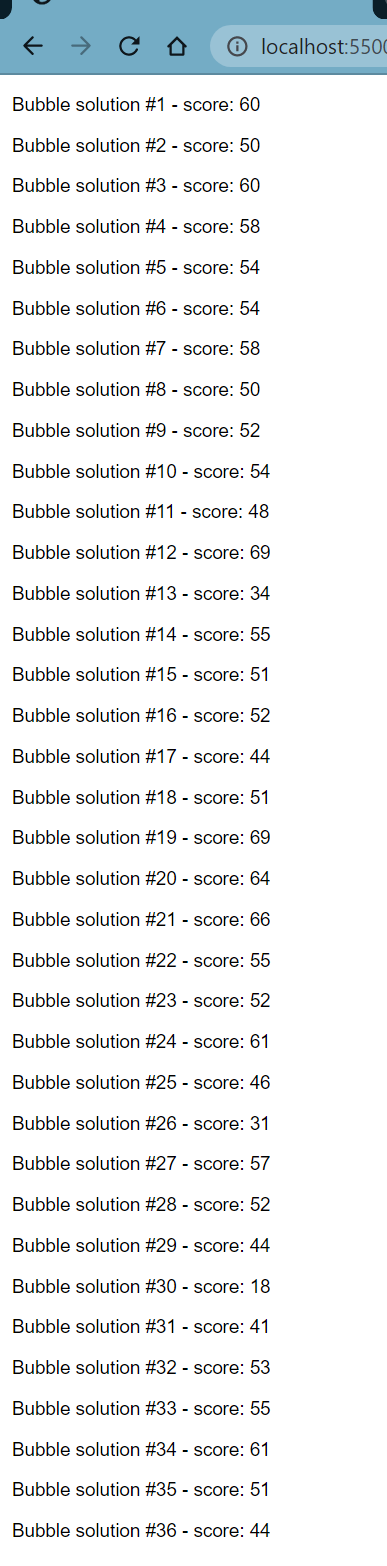 localhost:5500
Bubble solution #1 - score: 60
Bubble solution #2 - score: 50
Bubble solution #3 - score: 60
Bubble solution #4 - score: 58
Bubble solution #5 - score: 54
Bubble solution #6 - score: 54
Bubble solution #7 - score: 58
Bubble solution #8 - score: 50
Bubble solution #9 - score: 52
Bubble solution #10 - score: 54
Bubble solution #11 - score: 48
Bubble solution #12 - score: 69
Bubble solution #13 - score: 34
Bubble solution #14 - score: 55
Bubble solution #15 - score: 51
Bubble solution #16 - score: 52
Bubble solution #17 - score: 44
Bubble solution #18 - score: 51
Bubble solution #19 - score: 69
Bubble solution #20 - score: 64
Bubble solution #21 - score: 66
Bubble solution #22 - score: 55
Bubble solution #23 - score: 52
Bubble solution #24 - score: 61
Bubble solution #25 - score: 46
Bubble solution #26 - score: 31
Bubble solution #27 - score: 57
Bubble solution #28 - score: 52
Bubble solution #29 - score: 44
Bubble solution #30 - score: 18
Bubble solution #31 - score: 41
Bubble solution #32 - score: 53
Bubble solution #33 - score: 55
Bubble solution #34 - score: 61
Bubble solution #35 - score: 51
Bubble solution #36 - score: 44